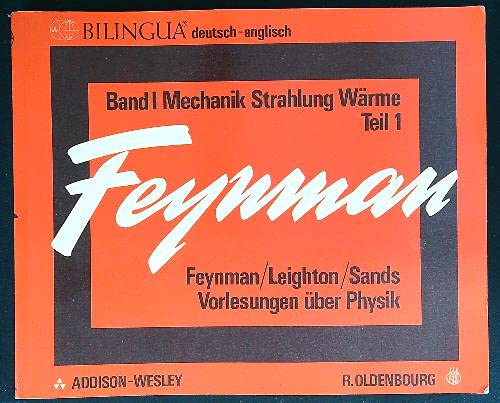 BILINGUA® deutsch-englisch
Band I Mechanik Strahlung Wärme
Teil 1
Feynman
Feynman/Leighton/Sands
Vorlesungen über Physik
ADDISON-WESLEY R.OLDENBOURG